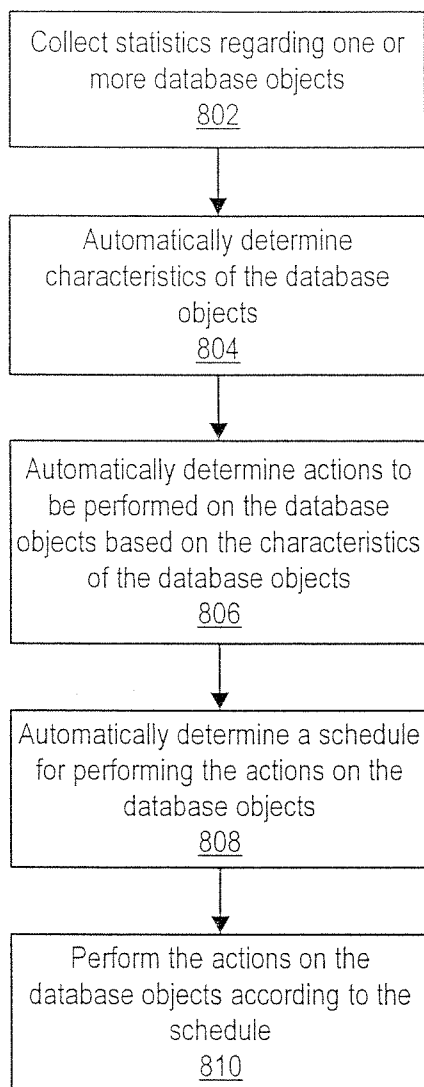 Collect statistics regarding one or
more database objects
802
Automatically determine
characteristics of the database
objects
804
Automatically determine actions to
be performed on the database
objects based on the characteristics
of the database objects
806
Automatically determine a schedule
for performing the actions on the
database objects
808
Perform the actions on the
database objects according to the
schedule
810